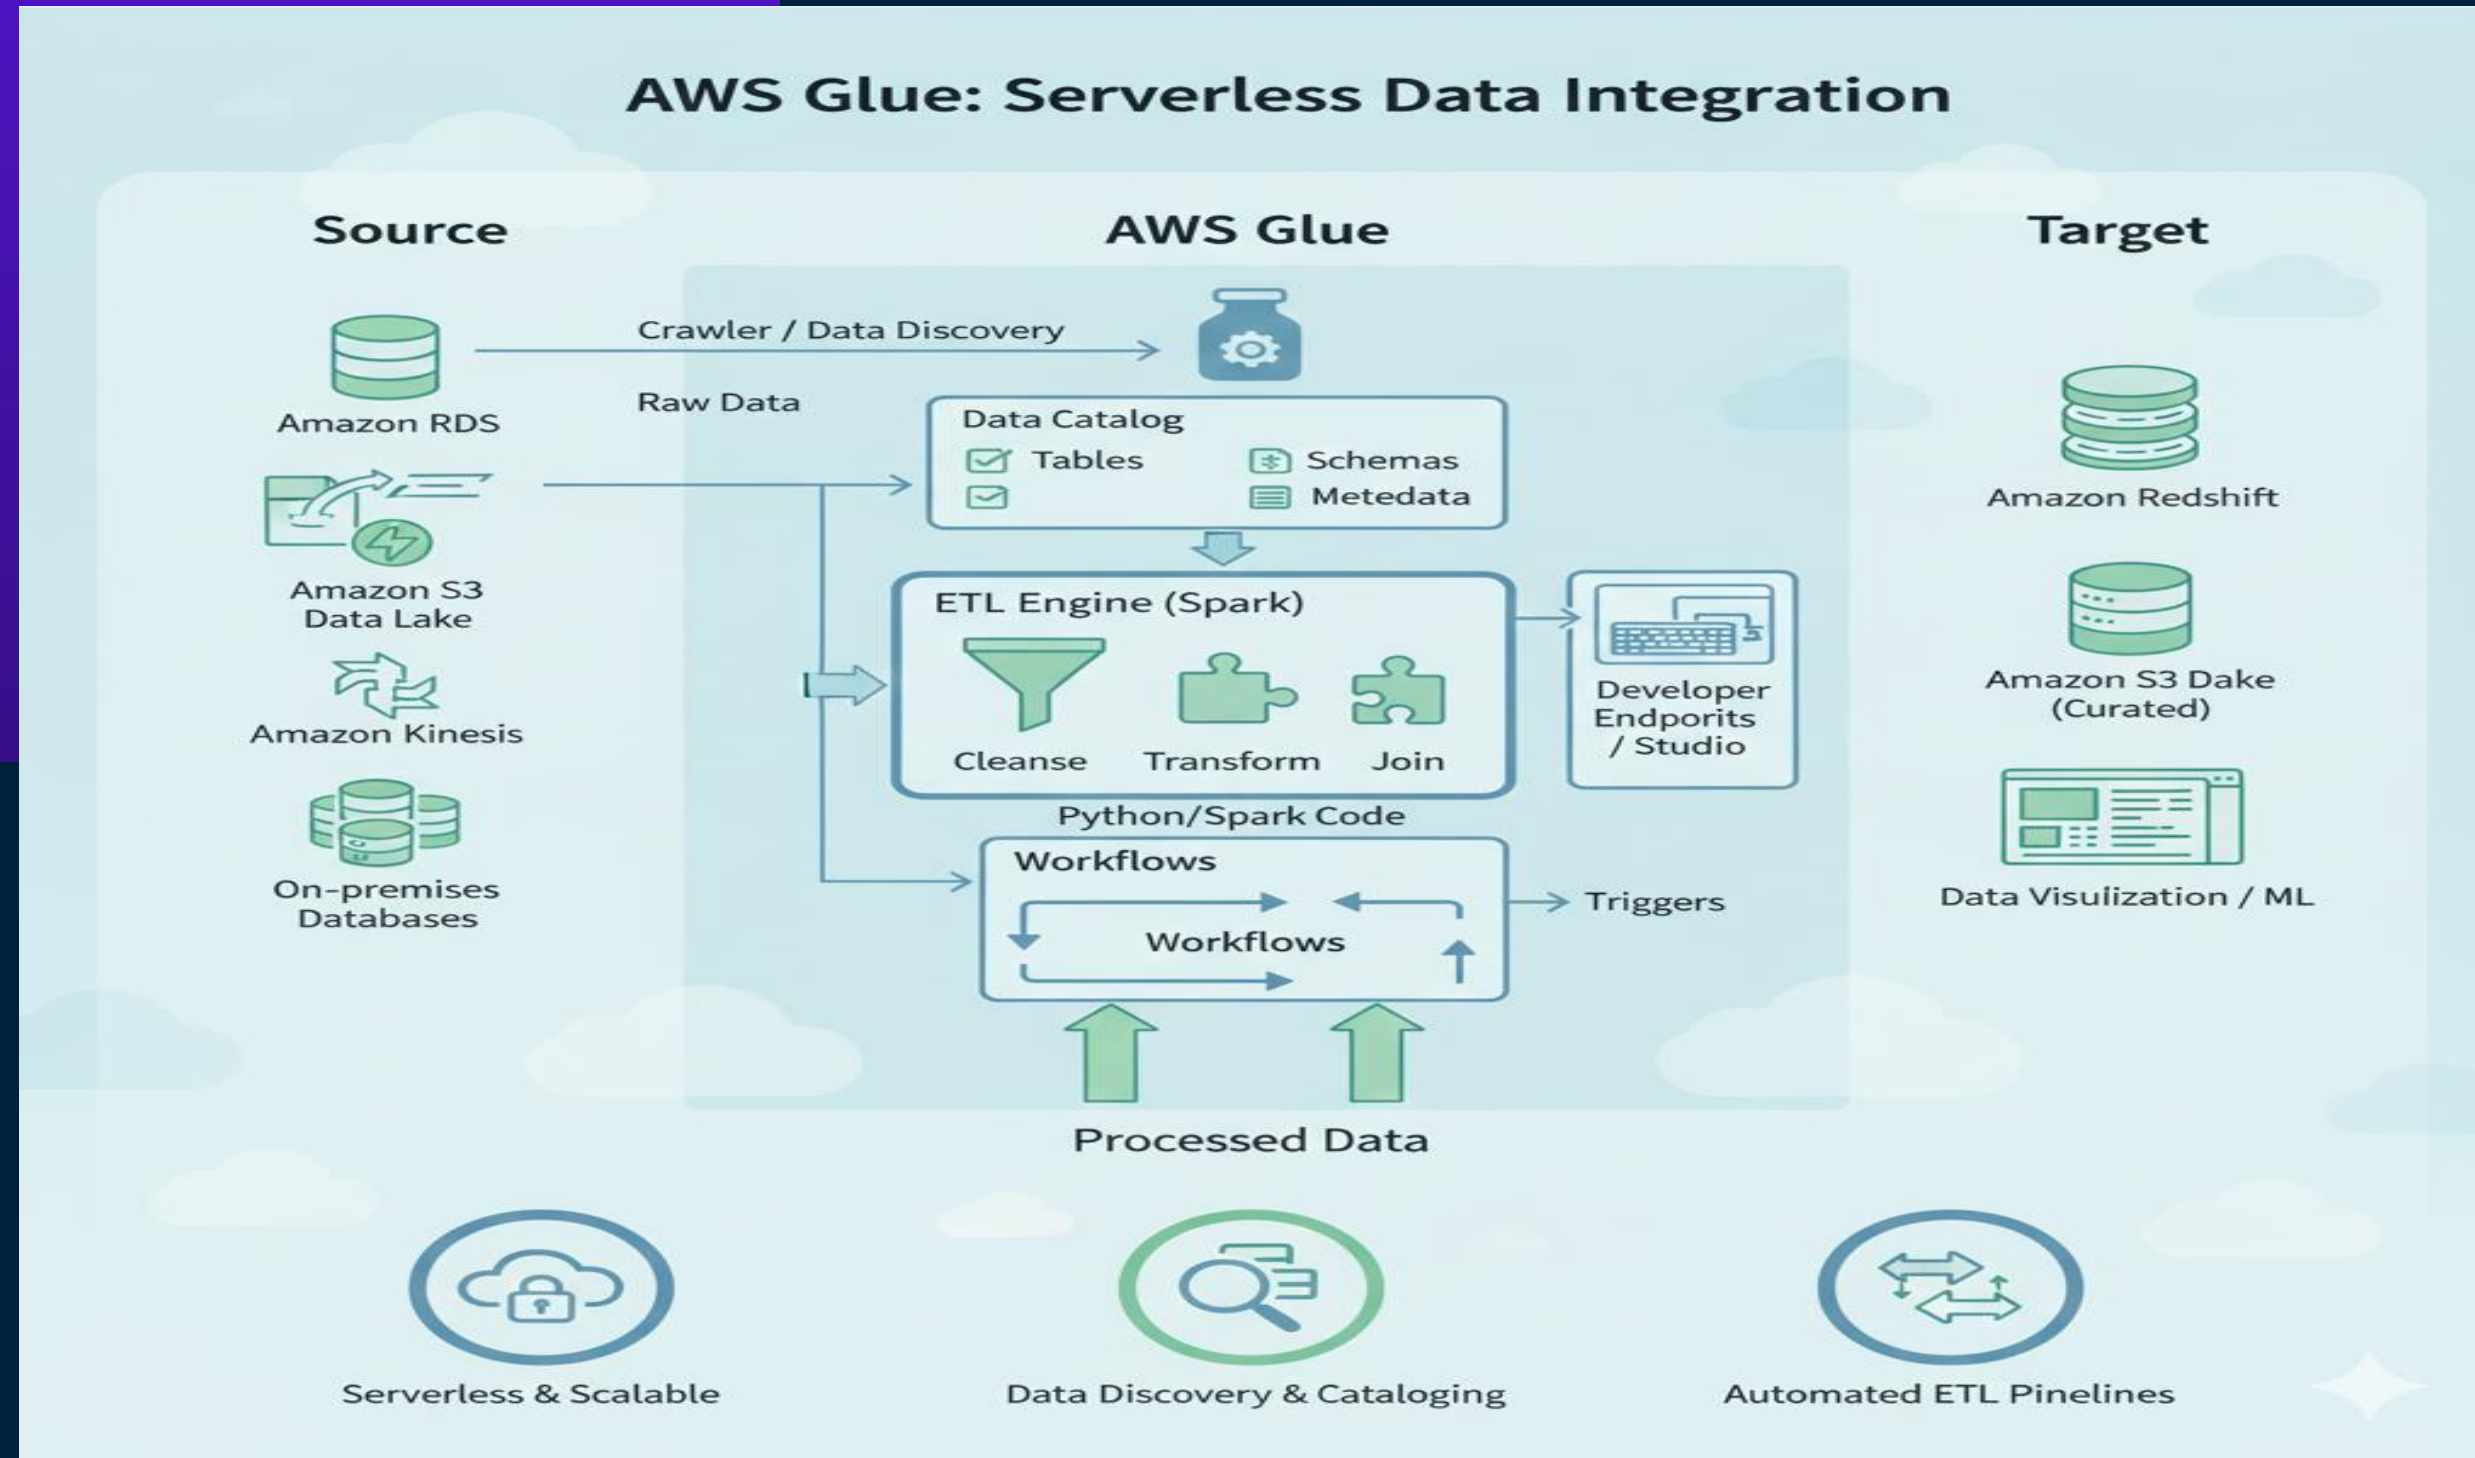 AWS Glue: Serverless Data Integration
Source
AWS Glue
Target
Crawler / Data Discovery
Raw Data
Amazon RDS
Amazon S3
Data Lake
Amazon Kinesis
On-premises
Databases
Data Catalog
Tables
Schemas
Metedata
ETL Engine (Spark)
Cleanse
Transform
Join
Python/Spark Code
Developer
Endporits
/ Studio
Workflows
Workflows
Triggers
Processed Data
Amazon Redshift
Amazon S3 Dake
(Curated)
Data Visulization / ML
Serverless & Scalable
Data Discovery & Cataloging
Automated ETL Pinelines